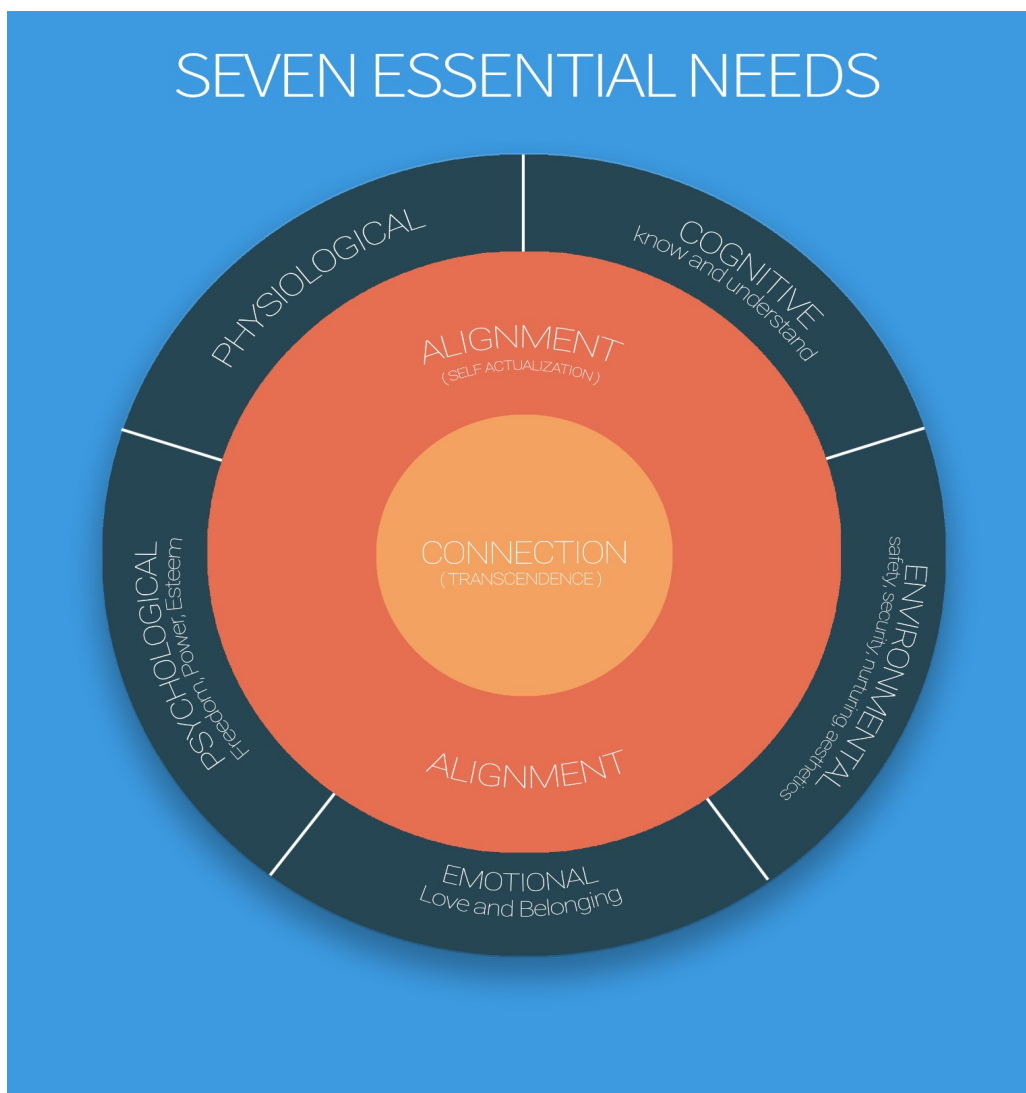 SEVEN ESSENTIAL NEEDS
PHYSIOLOGICAL
COGNITIVE
know and understand
ALIGNMENT
( SELF ACTUALIZATION )
CONNECTION
( TRANSCENDENCE )
PSYCHOLOGICAL
Freedom, Power, Esteem
ENVIRONMENTAL
safety, security, nurturing, aesthetics
ALIGNMENT
EMOTIONAL
Love and Belonging